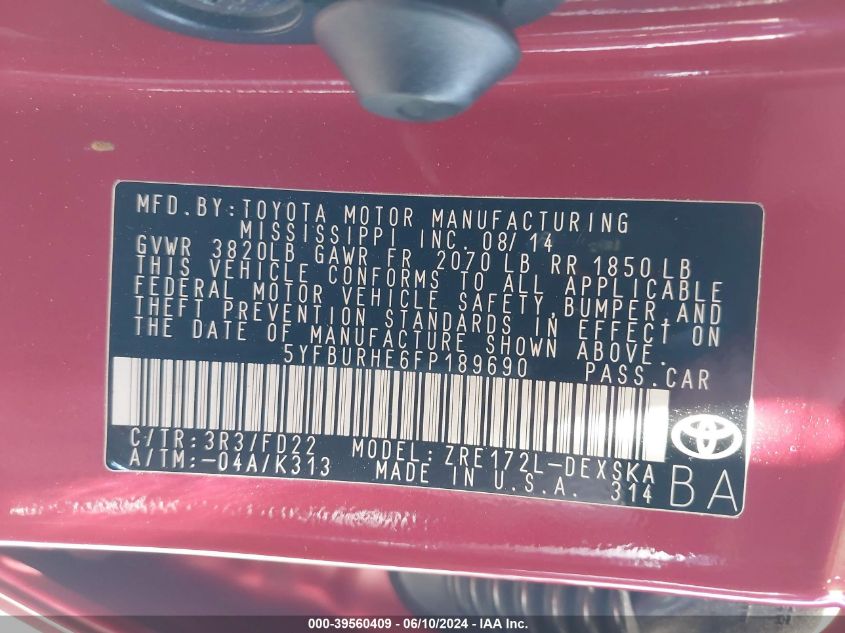 MFD.BY:TOYOTA MOTOR MANUFACTURING
MISSISSIPPI INC. 08/14
GVWR 3820LB GAWR FR 2070 LB RR 1850 LB
THIS VEHICLE CONFORMS TO ALL APPLICABLE
FEDERAL MOTOR VEHICLE SAFETY,BUMPER,AND
THEFT PREVENTION STANDARDS IN EFFECT ON
THE DATE OF MANUFACTURE SHOWN ABOVE.
5YFBURHE6FP189690 PASS.CAR
C/TR:3R3/FD22 MODEL:ZRE172L-DEXSKA
A/TM:-04A/K313 MADE IN U.S.A. 314
BA
000-39560409 - 06/10/2024 - IAA Inc.